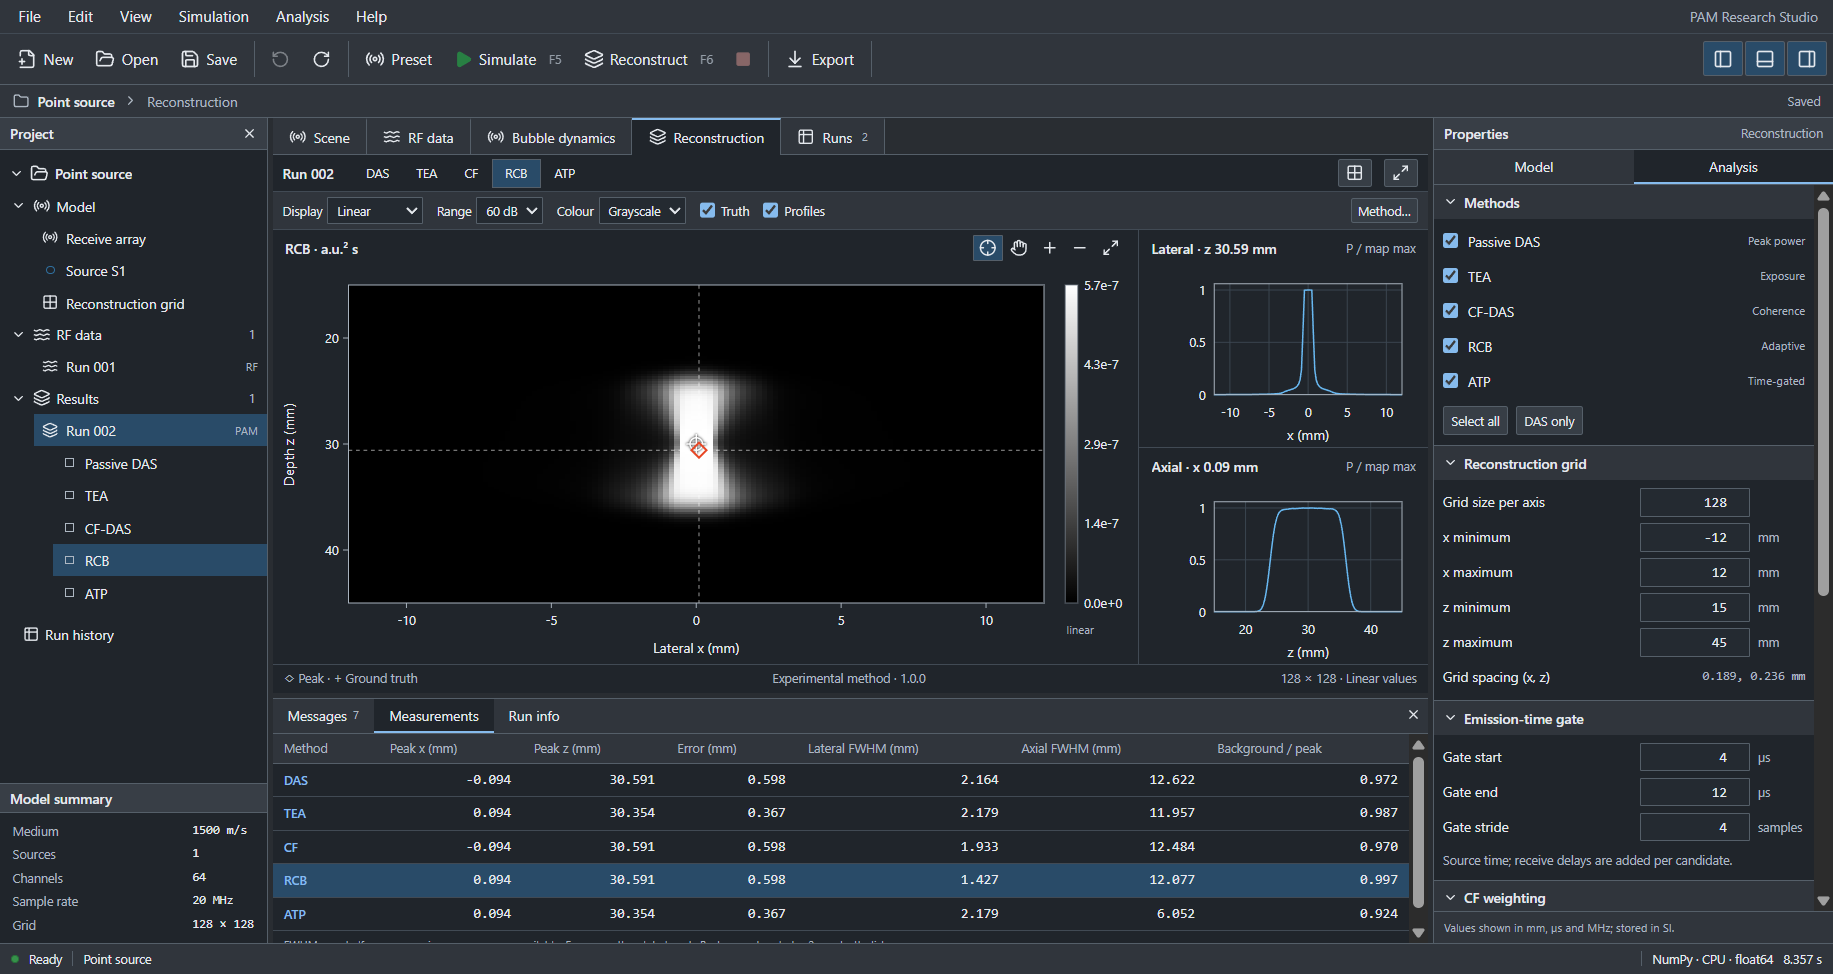 File Edit View Simulation Analysis Help PAM Research Studio
New Open Save Preset Simulate F5 Reconstruct F6 Export
Point source > Reconstruction Saved
Project
Point source
Model
Receive array
Source S1
Reconstruction grid
RF data 1
Run 001 RF
Results 1
Run 002 PAM
Passive DAS
TEA
CF-DAS
RCB
ATP
Run history
Model summary
Medium 1500 m/s
Sources 1
Channels 64
Sample rate 20 MHz
Grid 128 x 128
Scene RF data Bubble dynamics Reconstruction Runs 2
Run 002 DAS TEA CF RCB ATP
Display Linear Range 60 dB Colour Grayscale Truth Profiles Method...
RCB · a.u.² s
20
30
40
Depth z (mm)
-10 -5 0 5 10
Lateral x (mm)
5.7e-7
4.3e-7
2.9e-7
1.4e-7
0.0e+0
linear
Lateral · z 30.59 mm P / map max
1
0.5
0
-10 -5 0 5 10
x (mm)
Axial · x 0.09 mm P / map max
1
0.5
0
20 30 40
z (mm)
◇ Peak · + Ground truth Experimental method · 1.0.0 128 × 128 · Linear values
Messages 7 Measurements Run info
Method Peak x (mm) Peak z (mm) Error (mm) Lateral FWHM (mm) Axial FWHM (mm) Background / peak
DAS -0.094 30.591 0.598 2.164 12.622 0.972
TEA 0.094 30.354 0.367 2.179 11.957 0.987
CF -0.094 30.591 0.598 1.933 12.484 0.970
RCB 0.094 30.591 0.598 1.427 12.077 0.997
ATP 0.094 30.354 0.367 2.179 6.052 0.924
Properties Reconstruction
Model Analysis
Methods
Passive DAS Peak power
TEA Exposure
CF-DAS Coherence
RCB Adaptive
ATP Time-gated
Select all DAS only
Reconstruction grid
Grid size per axis 128
x minimum -12 mm
x maximum 12 mm
z minimum 15 mm
z maximum 45 mm
Grid spacing (x, z) 0.189, 0.236 mm
Emission-time gate
Gate start 4 µs
Gate end 12 µs
Gate stride 4 samples
Source time; receive delays are added per candidate.
CF weighting
Values shown in mm, µs and MHz; stored in SI.
Ready Point source NumPy · CPU · float64 8.357 s